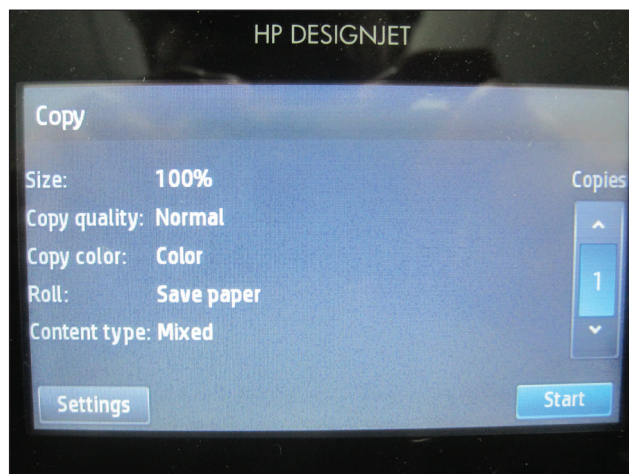 HP DESIGNJET
Copy
Size: 100%
Copies
Copy quality: Normal
Copy color: Color
1
Roll: Save paper
Content type: Mixed
Settings
Start